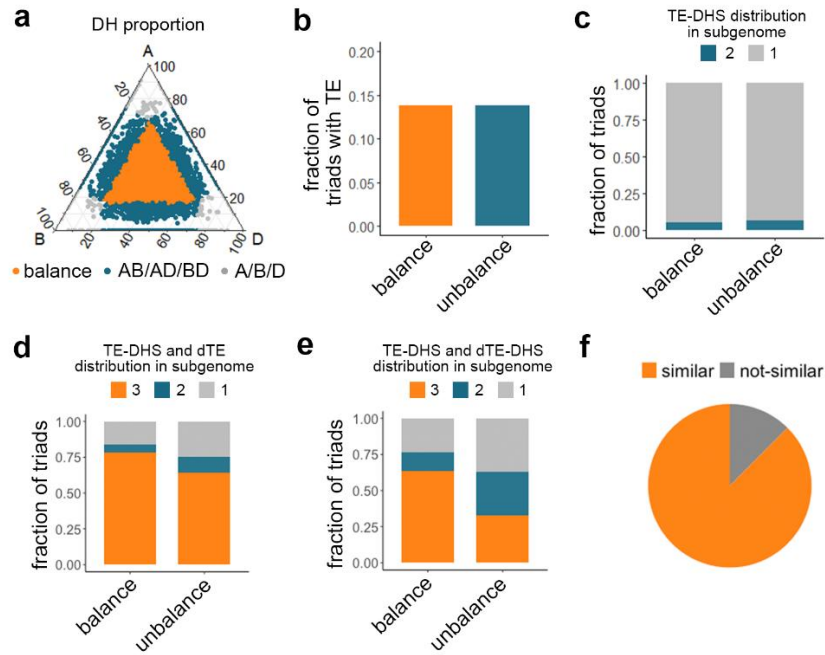 a
DH proportion
A
100
20
80
40
60
60
40
80
20
100
B
20
40
60
80
100
D
balance AB/AD/BD A/B/D
b
fraction of
triads with TE
0.20
0.15
0.10
0.05
0.00
balance
unbalance
c
TE-DHS distribution
in subgenome
2 1
fraction of triads
1.00
0.75
0.50
0.25
0.00
balance
unbalance
d
TE-DHS and dTE
distribution in subgenome
3 2 1
fraction of triads
1.00
0.75
0.50
0.25
0.00
balance
unbalance
e
TE-DHS and dTE-DHS
distribution in subgenome
3 2 1
fraction of triads
1.00
0.75
0.50
0.25
0.00
balance
unbalance
f
similar not-similar